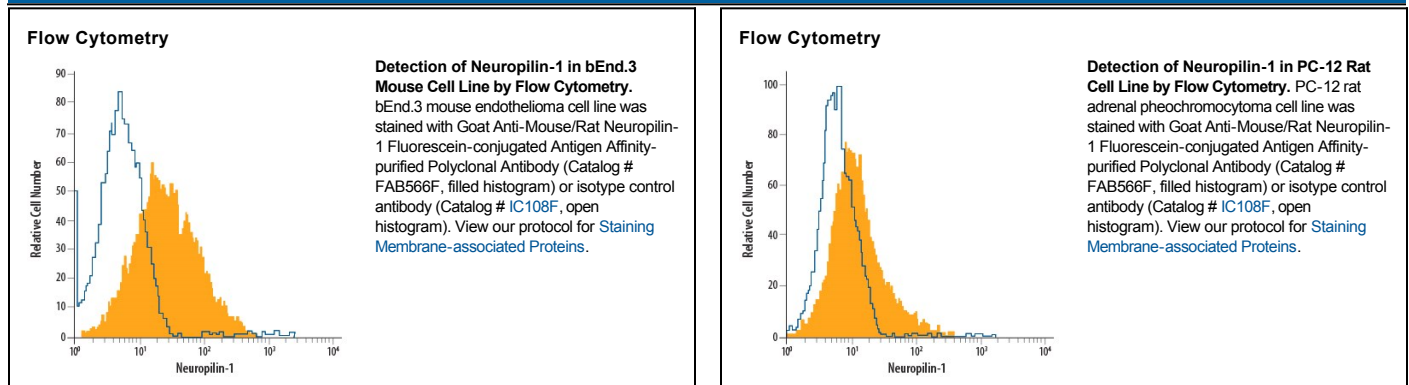 Flow Cytometry
90
80
70
60
50
40
30
20
10
0
Relative Cell Number
10⁰ 10¹ 10² 10³ 10⁴
Neuropilin-1
Detection of Neuropilin-1 in bEnd.3
Mouse Cell Line by Flow Cytometry.
bEnd.3 mouse endothelioma cell line was
stained with Goat Anti-Mouse/Rat Neuropilin-
1 Fluorescein-conjugated Antigen Affinity-
purified Polyclonal Antibody (Catalog #
FAB566F, filled histogram) or isotype control
antibody (Catalog # IC108F, open
histogram). View our protocol for Staining
Membrane-associated Proteins.
Flow Cytometry
100
80
60
40
20
0
Relative Cell Number
10⁰ 10¹ 10² 10³ 10⁴
Neuropilin-1
Detection of Neuropilin-1 in PC-12 Rat
Cell Line by Flow Cytometry. PC-12 rat
adrenal pheochromocytoma cell line was
stained with Goat Anti-Mouse/Rat Neuropilin-
1 Fluorescein-conjugated Antigen Affinity-
purified Polyclonal Antibody (Catalog #
FAB566F, filled histogram) or isotype control
antibody (Catalog # IC108F, open
histogram). View our protocol for Staining
Membrane-associated Proteins.